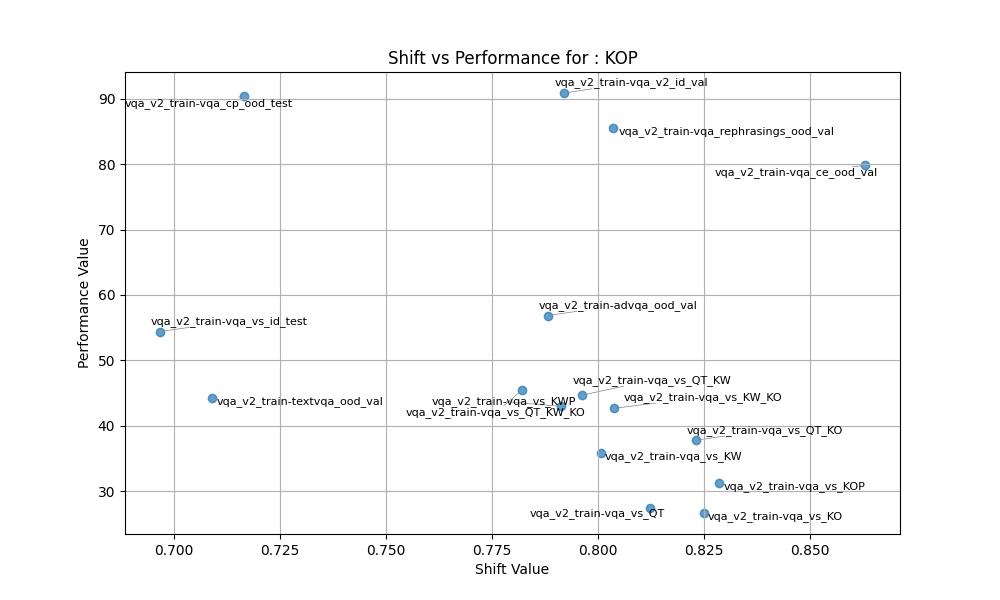 Shift vs Performance for : KOP
vqa_v2_train-vqa_v2_id_val
90
vqa_v2_train-vqa_cp_ood_test
vqa_v2_train-vqa_rephrasings_ood_val
80
vqa_v2_train-vqa_ce_ood_val
70
60
vqa_v2_train-advqa_ood_val
vqa_v2_train-vqa_vs_id_test
Performance Value
50
vqa_v2_train-vqa_vs_QT_KW
vqa_v2_train-vqa_vs_KW_KO
vqa_v2_train-textvqa_ood_val
vqa_v2_train-vqa_vs_KWP
vqa_v2_train-vqa_vs_QT_KW_KO
40
vqa_v2_train-vqa_vs_QT_KO
vqa_v2_train-vqa_vs_KW
30
vqa_v2_train-vqa_vs_KOP
vqa_v2_train-vqa_vs_QT
vqa_v2_train-vqa_vs_KO
0.700 0.725 0.750 0.775 0.800 0.825 0.850
Shift Value